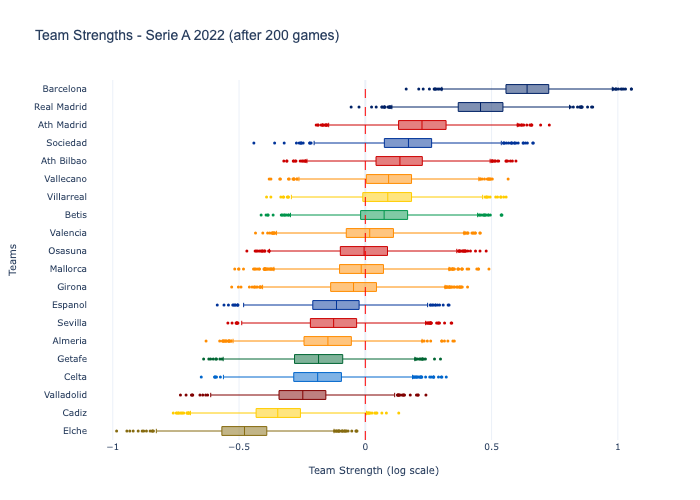 Team Strengths - Serie A 2022 (after 200 games)
Barcelona
Real Madrid
Ath Madrid
Sociedad
Ath Bilbao
Vallecano
Villarreal
Betis
Valencia
Osasuna
Mallorca
Girona
Espanol
Sevilla
Almeria
Getafe
Celta
Valladolid
Cadiz
Elche
Teams
−1 −0.5 0 0.5 1
Team Strength (log scale)